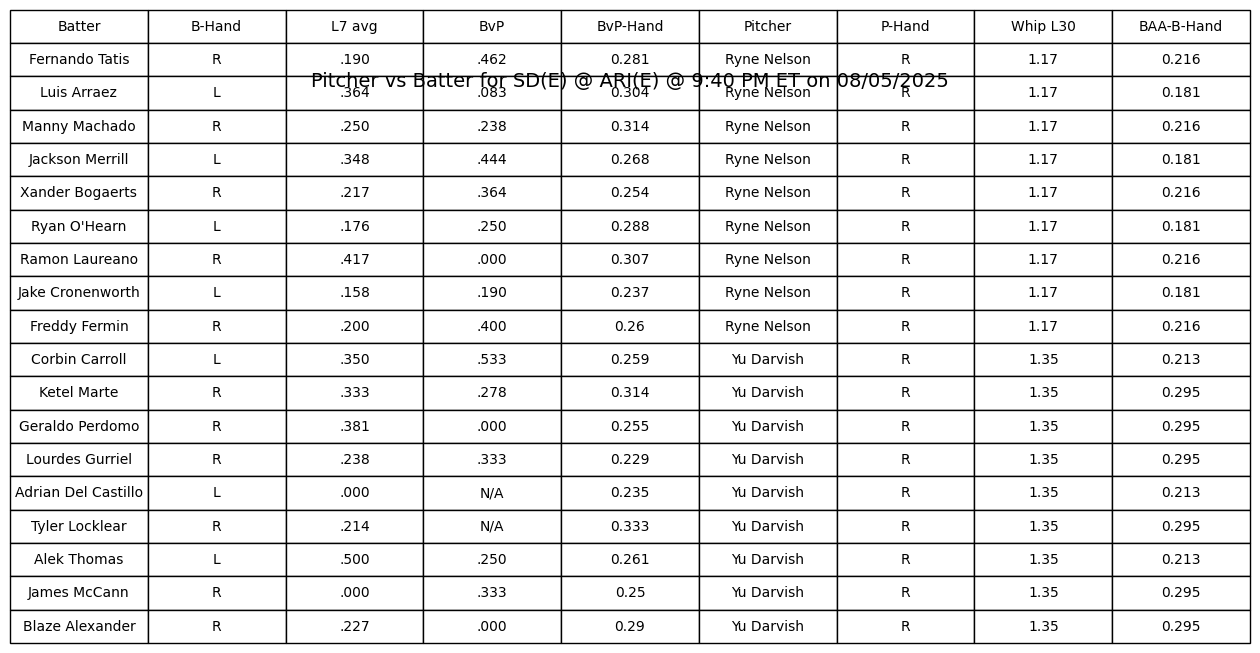 Batter B-Hand L7 avg BvP BvP-Hand Pitcher P-Hand Whip L30 BAA-B-Hand
Fernando Tatis R .190 .462 0.281 Ryne Nelson R 1.17 0.216
Pitcher vs Batter for SD(E) @ ARI(E) @ 9:40 PM ET on 08/05/2025
Luis Arraez L .364 .083 0.304 Ryne Nelson R 1.17 0.181
Manny Machado R .250 .238 0.314 Ryne Nelson R 1.17 0.216
Jackson Merrill L .348 .444 0.268 Ryne Nelson R 1.17 0.181
Xander Bogaerts R .217 .364 0.254 Ryne Nelson R 1.17 0.216
Ryan O'Hearn L .176 .250 0.288 Ryne Nelson R 1.17 0.181
Ramon Laureano R .417 .000 0.307 Ryne Nelson R 1.17 0.216
Jake Cronenworth L .158 .190 0.237 Ryne Nelson R 1.17 0.181
Freddy Fermin R .200 .400 0.26 Ryne Nelson R 1.17 0.216
Corbin Carroll L .350 .533 0.259 Yu Darvish R 1.35 0.213
Ketel Marte R .333 .278 0.314 Yu Darvish R 1.35 0.295
Geraldo Perdomo R .381 .000 0.255 Yu Darvish R 1.35 0.295
Lourdes Gurriel R .238 .333 0.229 Yu Darvish R 1.35 0.295
Adrian Del Castillo L .000 N/A 0.235 Yu Darvish R 1.35 0.213
Tyler Locklear R .214 N/A 0.333 Yu Darvish R 1.35 0.295
Alek Thomas L .500 .250 0.261 Yu Darvish R 1.35 0.213
James McCann R .000 .333 0.25 Yu Darvish R 1.35 0.295
Blaze Alexander R .227 .000 0.29 Yu Darvish R 1.35 0.295